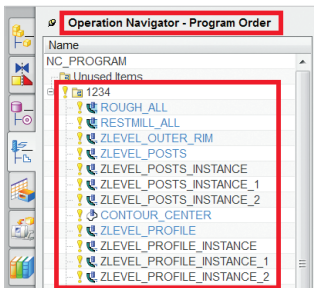 Operation Navigator - Program Order
Name
NC_PROGRAM
Unused Items
1234
ROUGH_ALL
RESTMILL_ALL
ZLEVEL_OUTER_RIM
ZLEVEL_POSTS
ZLEVEL_POSTS_INSTANCE
ZLEVEL_POSTS_INSTANCE_1
ZLEVEL_POSTS_INSTANCE_2
CONTOUR_CENTER
ZLEVEL_PROFILE
ZLEVEL_PROFILE_INSTANCE
ZLEVEL_PROFILE_INSTANCE_1
ZLEVEL_PROFILE_INSTANCE_2